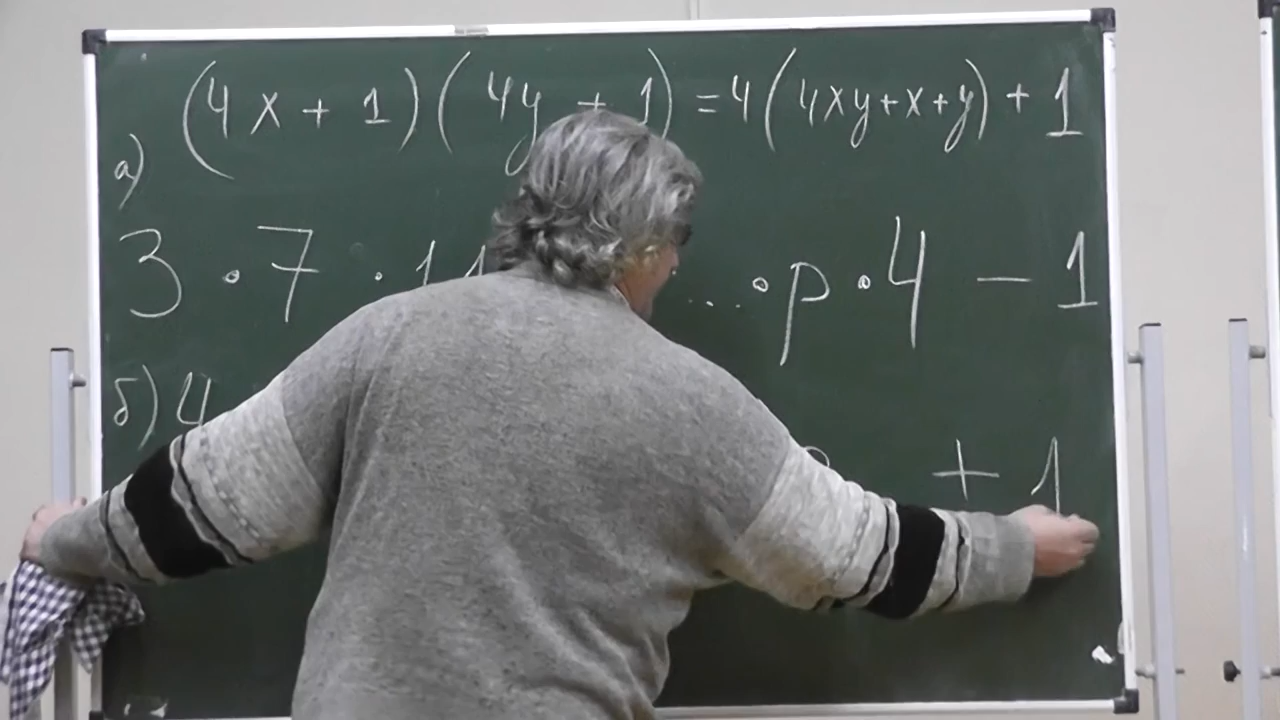 (4x + 1)(4y + 1) = 4(4xy+x+y) + 1
а)
3 · 7 · 11 ... · p · 4 − 1
б) 4 + 1